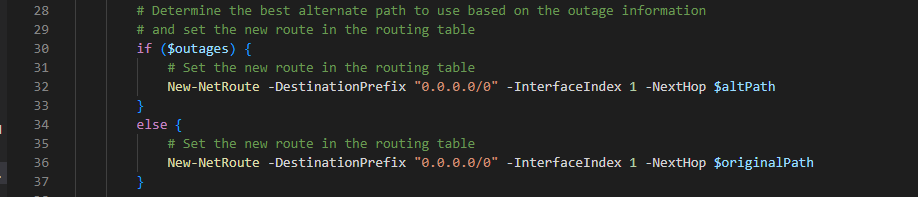 28 # Determine the best alternate path to use based on the outage information
29 # and set the new route in the routing table
30 if ($outages) {
31 # Set the new route in the routing table
32 New-NetRoute -DestinationPrefix "0.0.0.0/0" -InterfaceIndex 1 -NextHop $altPath
33 }
34 else {
35 # Set the new route in the routing table
36 New-NetRoute -DestinationPrefix "0.0.0.0/0" -InterfaceIndex 1 -NextHop $originalPath
37 }